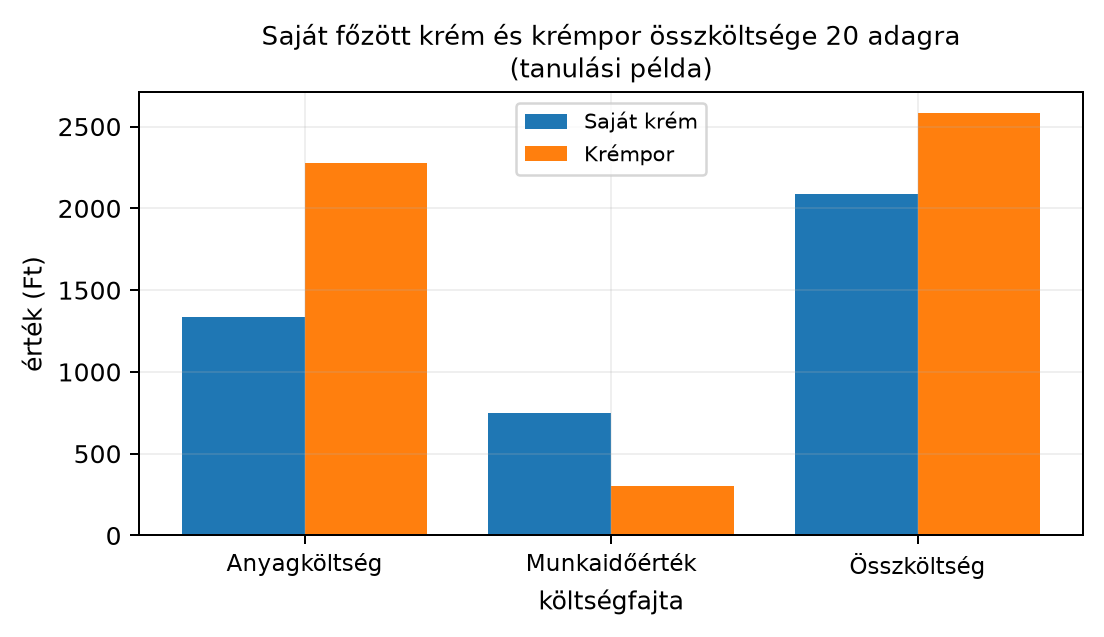 Saját főzött krém és krémpor összköltsége 20 adagra
(tanulási példa)
Saját krém
Krémpor
érték (Ft)
2500
2000
1500
1000
500
0
Anyagköltség
Munkaidőérték
Összköltség
költségfajta